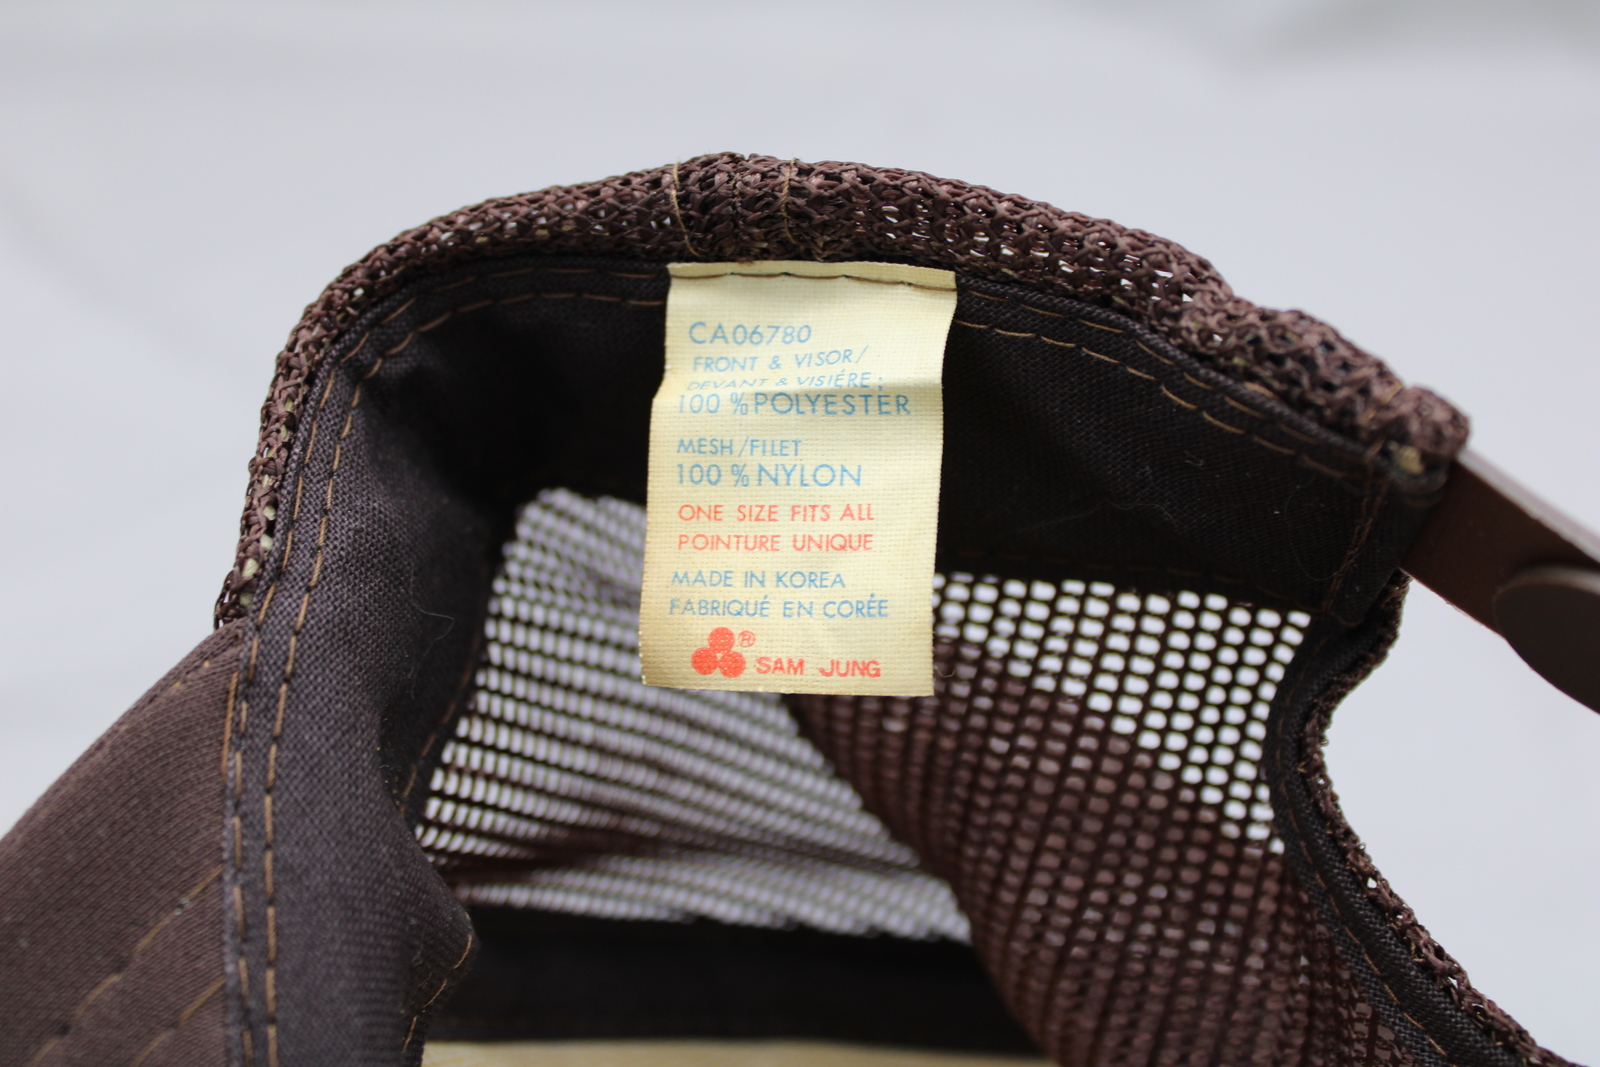 CA06780
FRONT & VISOR/
DEVANT & VISIÉRE:
100 % POLYESTER
MESH/FILET
100 % NYLON
ONE SIZE FITS ALL
POINTURE UNIQUE
MADE IN KOREA
FABRIQUÉ EN CORÉE
® SAM JUNG